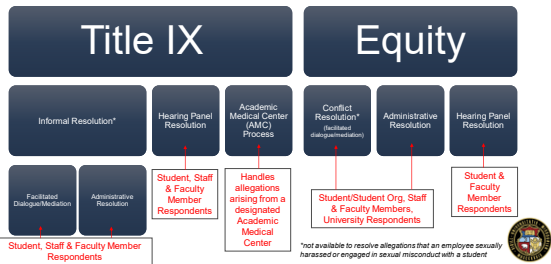 Title IX
Equity
Informal Resolution*
Hearing Panel
Resolution
Academic
Medical Center
(AMC)
Process
Conflict
Resolution*
(facilitated
dialogue/mediation)
Administrative
Resolution
Hearing Panel
Resolution
Facilitated
Dialogue/Mediation
Administrative
Resolution
Student, Staff
& Faculty
Member
Respondents
Handles
allegations
arising from a
designated
Academic
Medical
Center
Student/Student Org, Staff
& Faculty Members,
University Respondents
Student &
Faculty
Member
Respondents
Student, Staff & Faculty Member
Respondents
*not available to resolve allegations that an employee sexually
harassed or engaged in sexual misconduct with a student